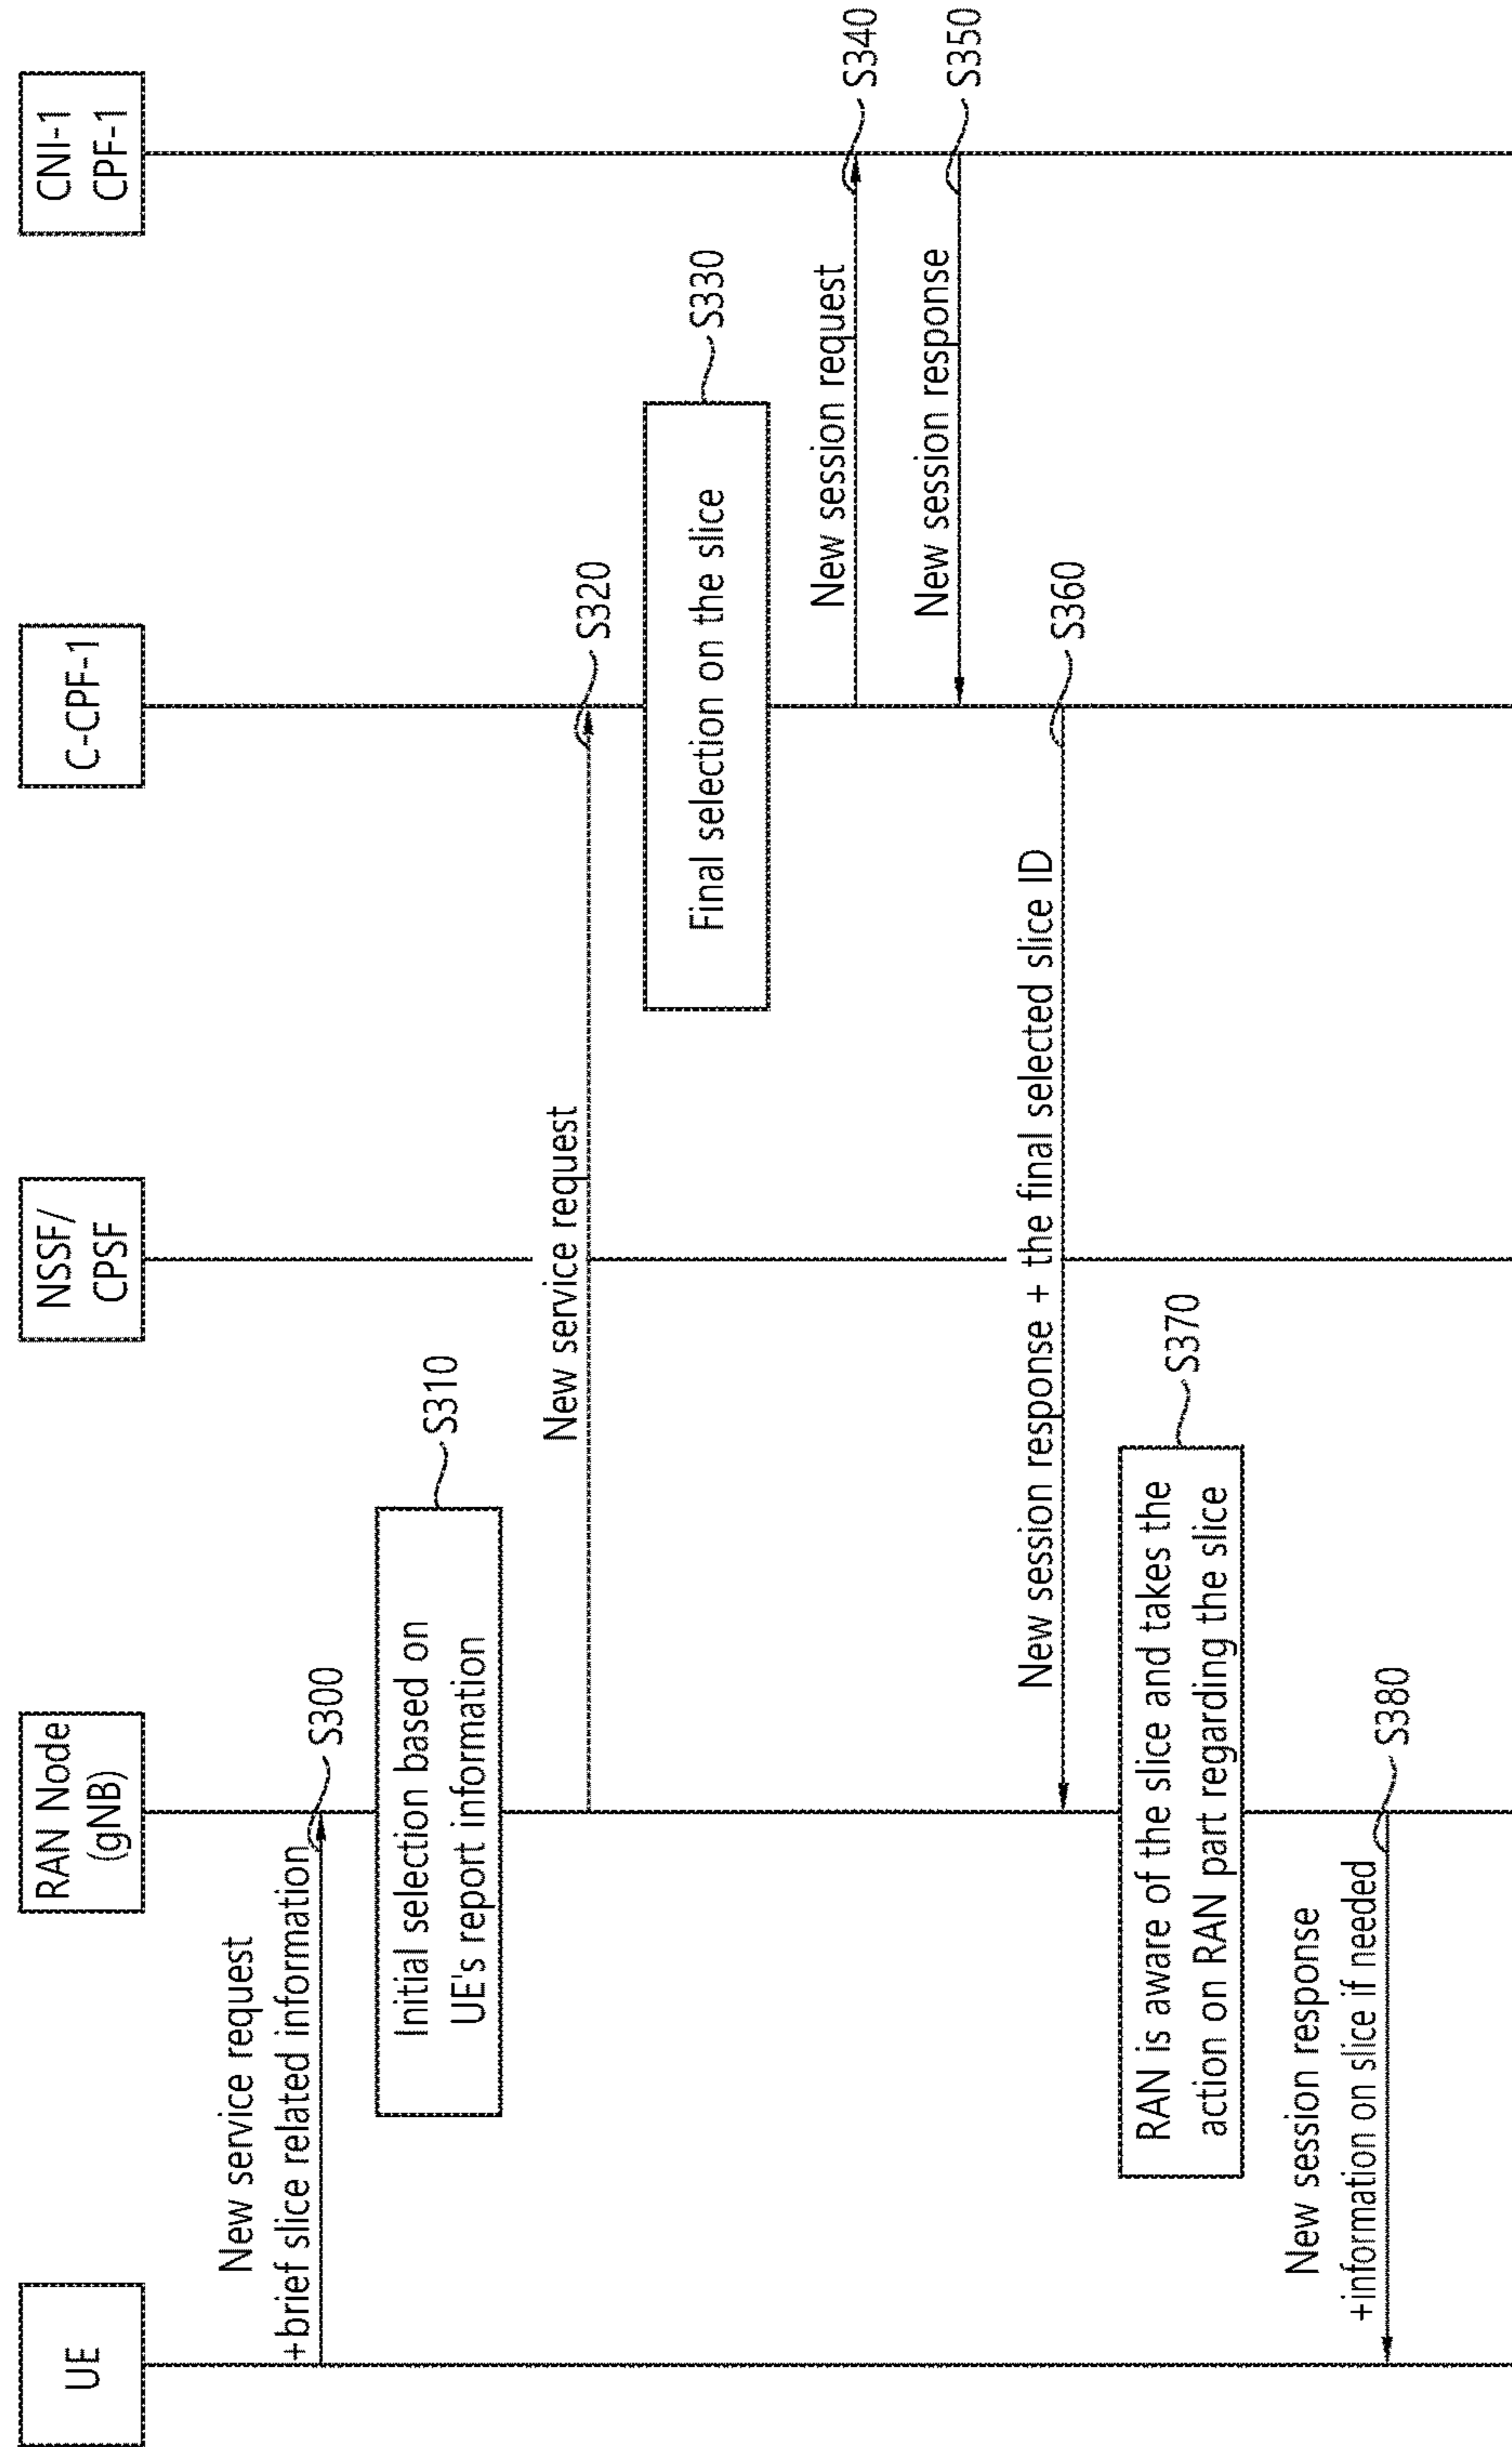 UE
RAN Node
(gNB)
NSSF/
CPSF
C-CPF-1
CNI-1
CPF-1
New service request
+brief slice related information
S300
Initial selection based on
UE's report information
S310
New service request
S320
Final selection on the slice
S330
New session request
S340
New session response
S350
New session response + the final selected slice ID
S360
RAN is aware of the slice and takes the
action on RAN part regarding the slice
S370
New session response
+information on slice if needed
S380